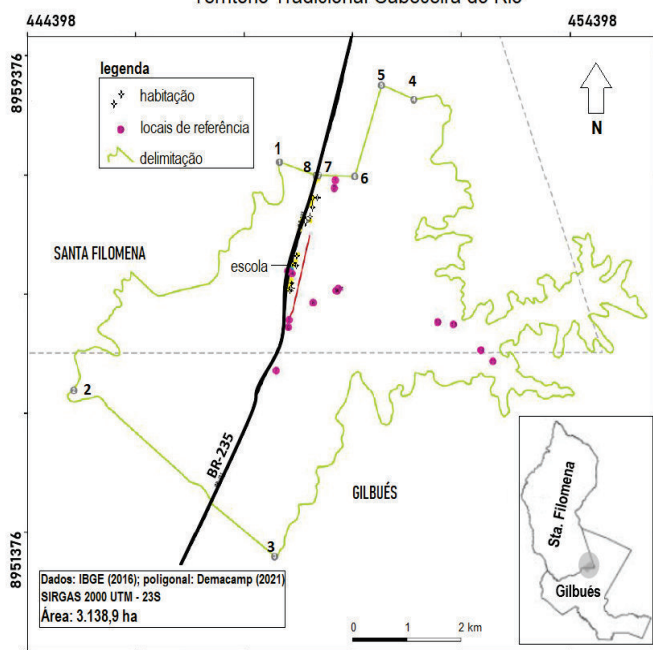 Território Tradicional Cabeceira do Rio
444398
454398
8959376
legenda
habitação
locais de referência
delimitação
N
5
4
1
8
7
6
SANTA FILOMENA
escola
2
BR-235
GILBUÉS
3
8951376
Dados: IBGE (2016); poligonal: Demacamp (2021)
SIRGAS 2000 UTM - 23S
Área: 3.138,9 ha
0 1 2 km
Sta. Filomena
Gilbués